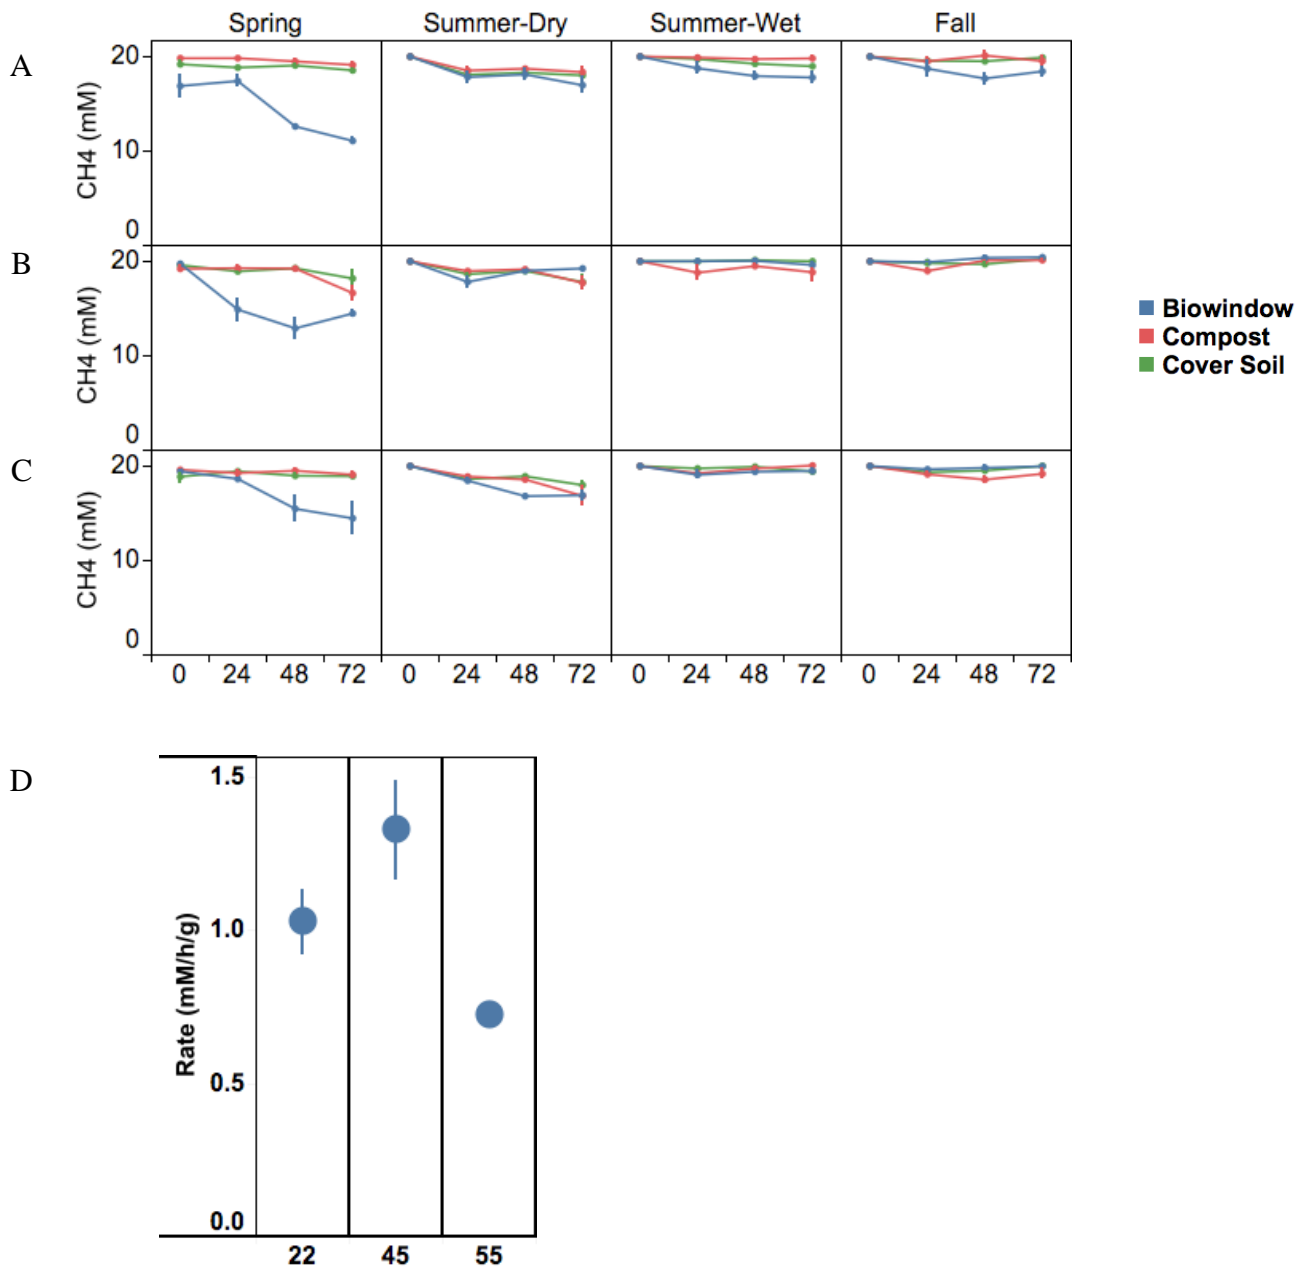 Spring Summer-Dry Summer-Wet Fall
A
20
10
0
CH4 (mM)
B
20
10
0
CH4 (mM)
C
20
10
0
CH4 (mM)
0 24 48 72 0 24 48 72 0 24 48 72 0 24 48 72
Biowindow
Compost
Cover Soil
D
1.5
1.0
0.5
0.0
Rate (mM/h/g)
22 45 55